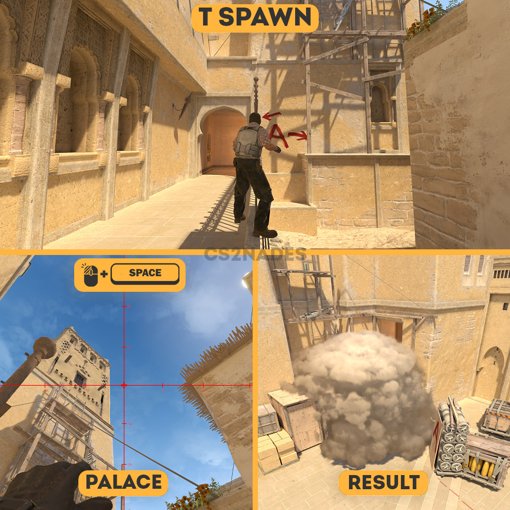 T SPAWN
A
CS2NADES
+ SPACE
PALACE
RESULT